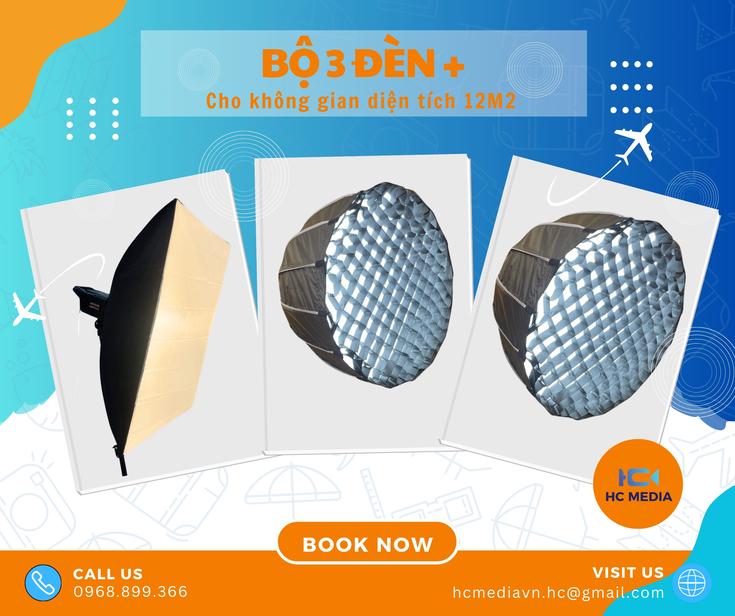 BỘ 3 ĐÈN +
Cho không gian diện tích 12M2
HC MEDIA
BOOK NOW
CALL US
0968.899.366
VISIT US
hcmediavn.hc@gmail.com